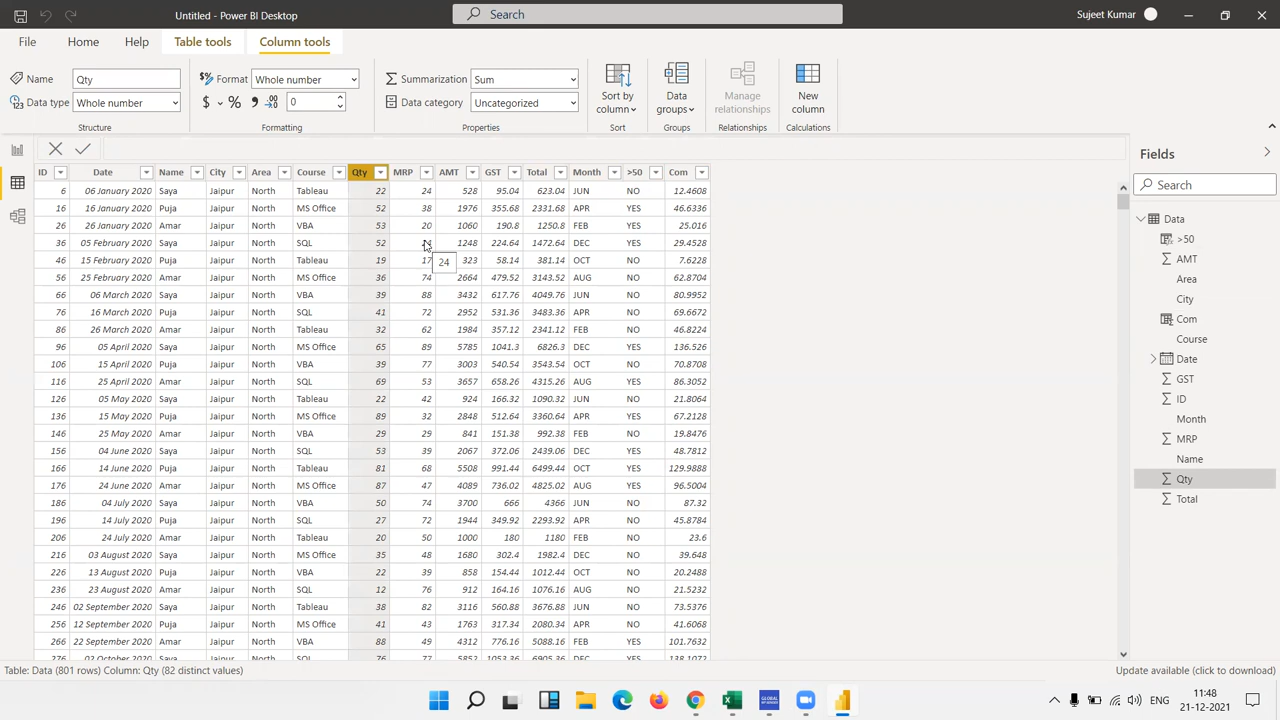 Untitled - Power BI Desktop
Search
Sujeet Kumar
File Home Help Table tools Column tools
Name Qty
Data type Whole number
Structure
Format Whole number
$ % 9 .00 0
Formatting
Summarization Sum
Data category Uncategorized
Properties
Sort by column
Sort
Data groups
Groups
Manage relationships
Relationships
New column
Calculations
ID Date Name City Area Course Qty MRP AMT GST Total Month >50 Com
6 06 January 2020 Saya Jaipur North Tableau 22 24 528 95.04 623.04 JUN NO 12.4608
16 16 January 2020 Puja Jaipur North MS Office 52 38 1976 355.68 2331.68 APR YES 46.6336
26 26 January 2020 Amar Jaipur North VBA 53 20 1060 190.8 1250.8 FEB YES 25.016
36 05 February 2020 Saya Jaipur North SQL 52 1248 224.64 1472.64 DEC YES 29.4528
46 15 February 2020 Puja Jaipur North Tableau 19 17 323 58.14 381.14 OCT NO 7.6228
24
56 25 February 2020 Amar Jaipur North MS Office 36 74 2664 479.52 3143.52 AUG NO 62.8704
66 06 March 2020 Saya Jaipur North VBA 39 88 3432 617.76 4049.76 JUN NO 80.9952
76 16 March 2020 Puja Jaipur North SQL 41 72 2952 531.36 3483.36 APR NO 69.6672
86 26 March 2020 Amar Jaipur North Tableau 32 62 1984 357.12 2341.12 FEB NO 46.8224
96 05 April 2020 Saya Jaipur North MS Office 65 89 5785 1041.3 6826.3 DEC YES 136.526
106 15 April 2020 Puja Jaipur North VBA 39 77 3003 540.54 3543.54 OCT NO 70.8708
116 25 April 2020 Amar Jaipur North SQL 69 53 3657 658.26 4315.26 AUG YES 86.3052
126 05 May 2020 Saya Jaipur North Tableau 22 42 924 166.32 1090.32 JUN NO 21.8064
136 15 May 2020 Puja Jaipur North MS Office 89 32 2848 512.64 3360.64 APR YES 67.2128
146 25 May 2020 Amar Jaipur North VBA 29 29 841 151.38 992.38 FEB NO 19.8476
156 04 June 2020 Saya Jaipur North SQL 53 39 2067 372.06 2439.06 DEC YES 48.7812
166 14 June 2020 Puja Jaipur North Tableau 81 68 5508 991.44 6499.44 OCT YES 129.9888
176 24 June 2020 Amar Jaipur North MS Office 87 47 4089 736.02 4825.02 AUG YES 96.5004
186 04 July 2020 Saya Jaipur North VBA 50 74 3700 666 4366 JUN NO 87.32
196 14 July 2020 Puja Jaipur North SQL 27 72 1944 349.92 2293.92 APR NO 45.8784
206 24 July 2020 Amar Jaipur North Tableau 20 50 1000 180 1180 FEB NO 23.6
216 03 August 2020 Saya Jaipur North MS Office 35 48 1680 302.4 1982.4 DEC NO 39.648
226 13 August 2020 Puja Jaipur North VBA 22 39 858 154.44 1012.44 OCT NO 20.2488
236 23 August 2020 Amar Jaipur North SQL 12 76 912 164.16 1076.16 AUG NO 21.5232
246 02 September 2020 Saya Jaipur North Tableau 38 82 3116 560.88 3676.88 JUN NO 73.5376
256 12 September 2020 Puja Jaipur North MS Office 41 43 1763 317.34 2080.34 APR NO 41.6068
266 22 September 2020 Amar Jaipur North VBA 88 49 4312 776.16 5088.16 FEB YES 101.7632
276 02 October 2020 Saya Jaipur North SQL 76 77 5852 1053.36 6905.36 DEC YES 138.1072
Fields
Search
Data
>50
AMT
Area
City
Com
Course
Date
GST
ID
Month
MRP
Name
Qty
Total
Table: Data (801 rows) Column: Qty (82 distinct values)
Update available (click to download)
ENG
11:48
21-12-2021